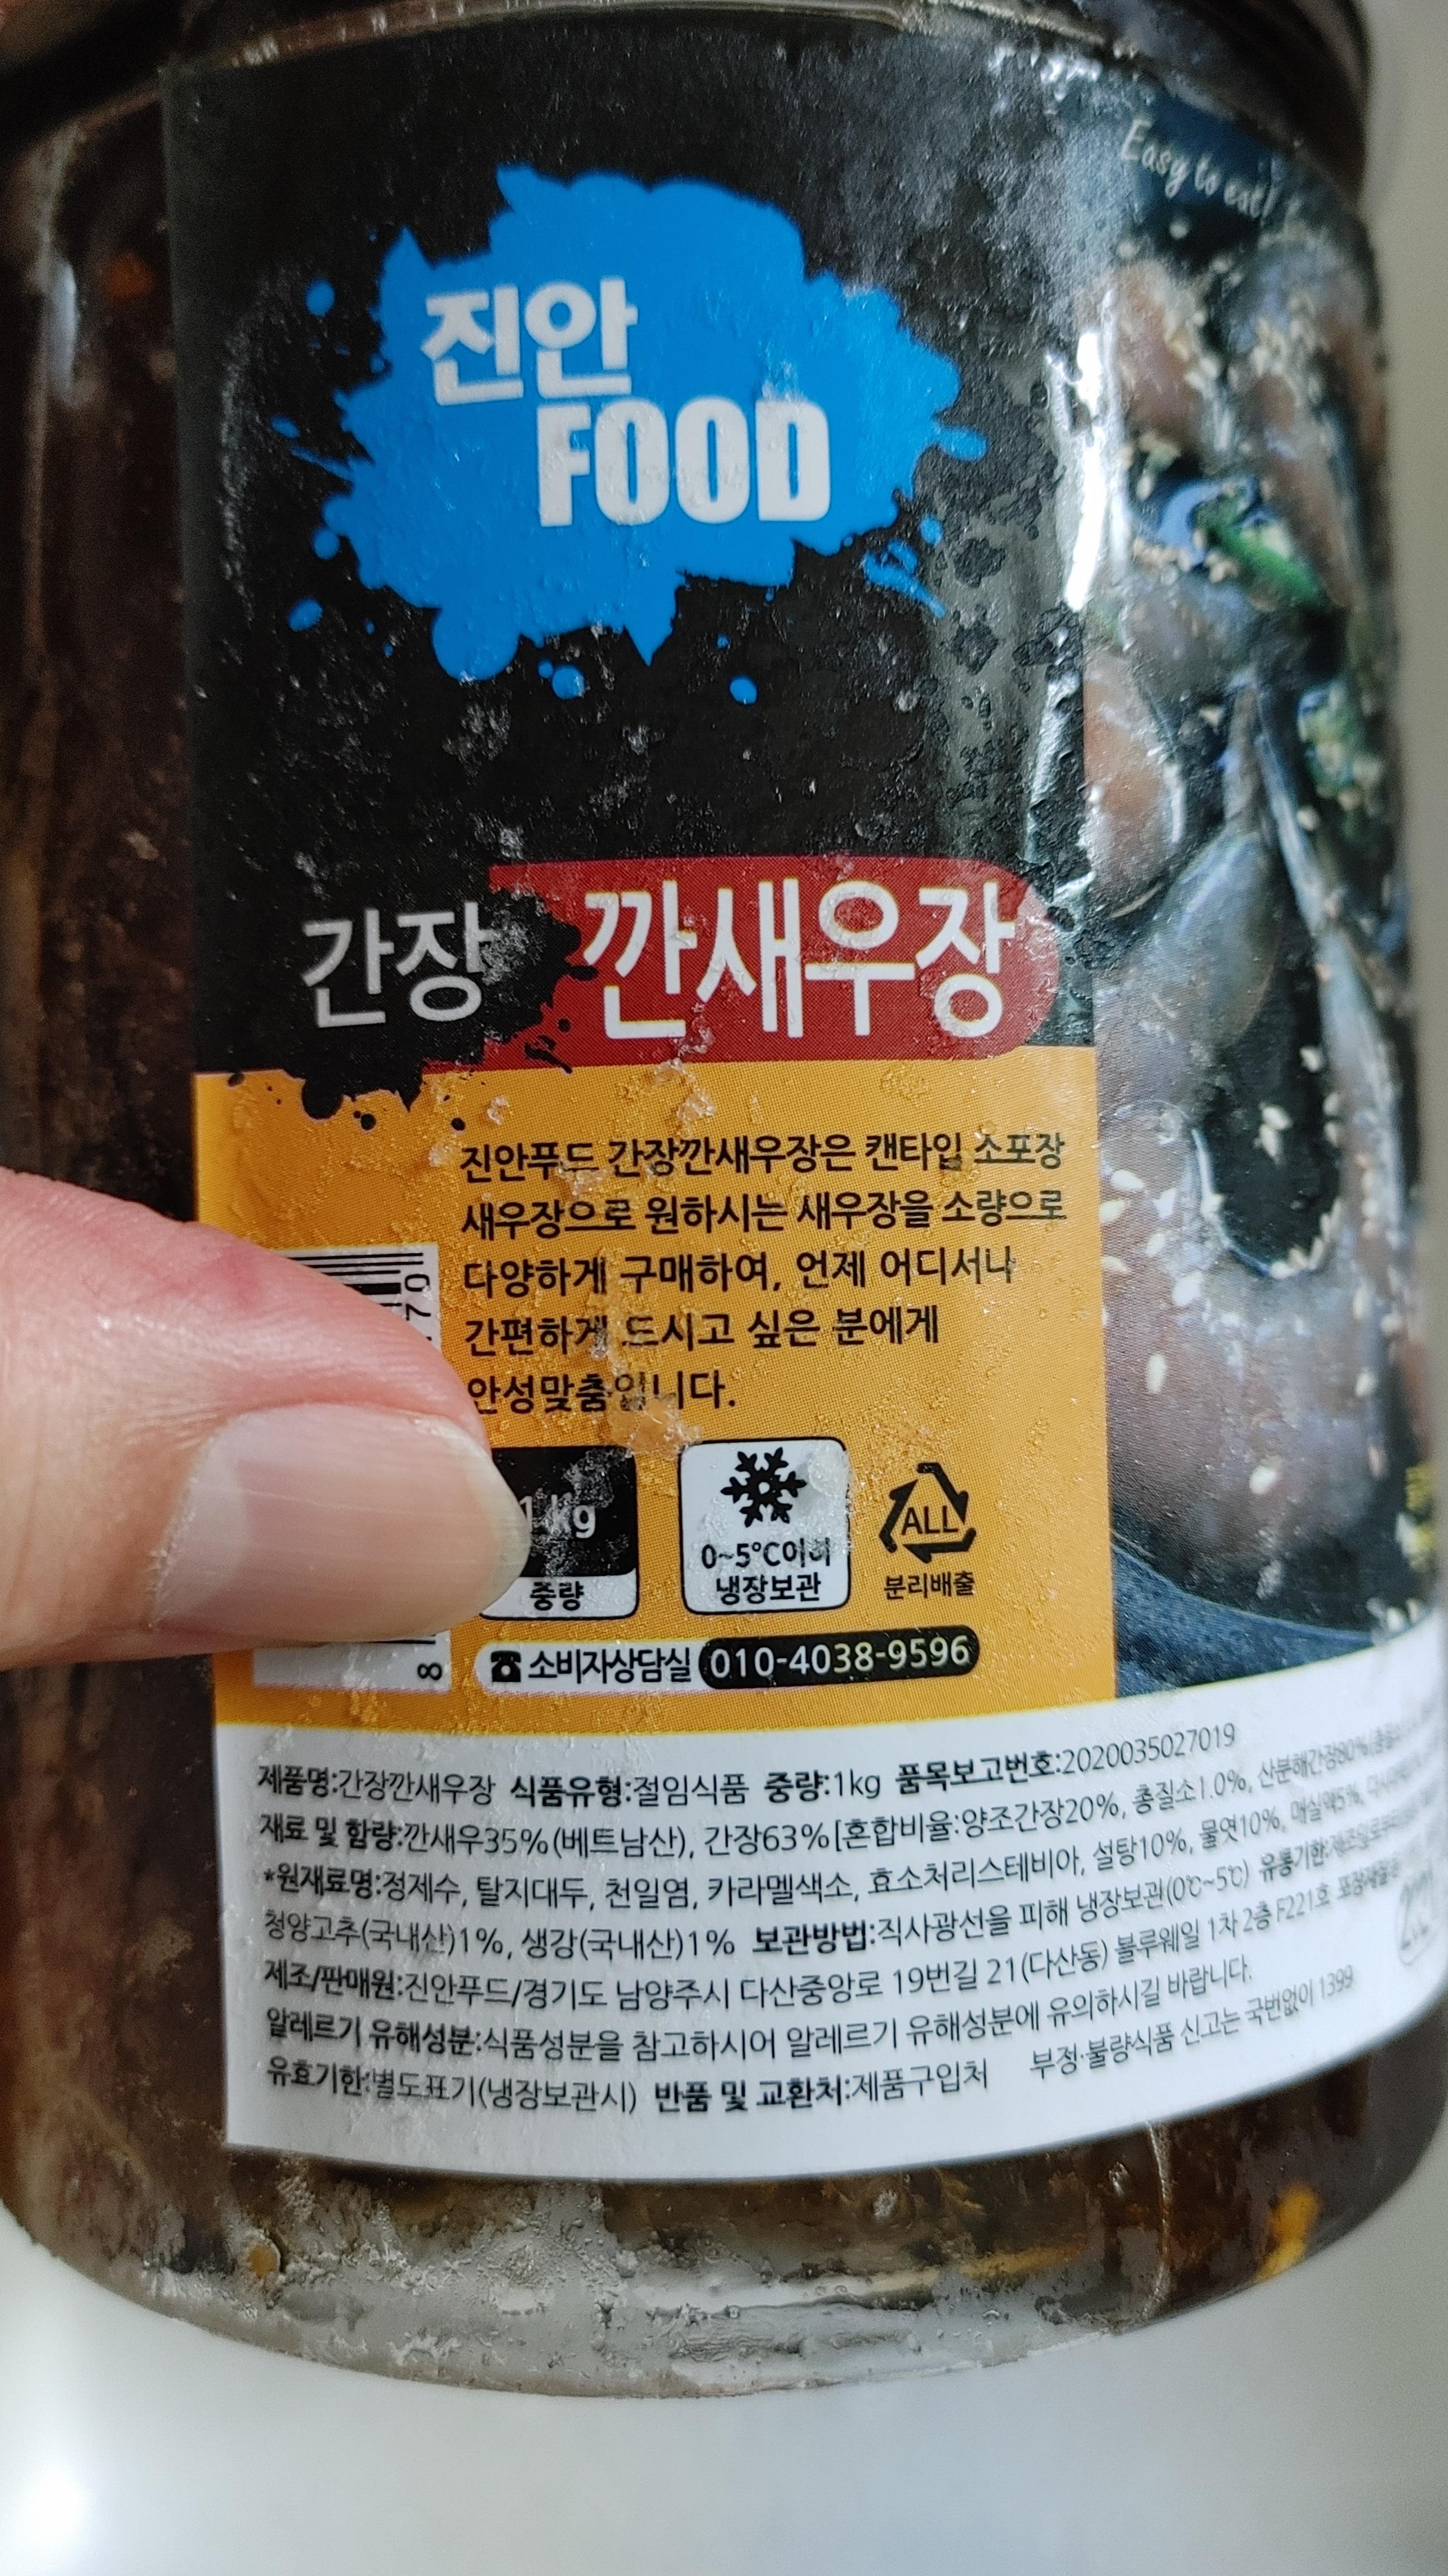 Easy to eat!
진안
FOOD
간장 깐새우장
진안푸드 간장깐새우장은 캔타입 소포장
새우장으로 원하시는 새우장을 소량으로
다양하게 구매하여, 언제 어디서나
간편하게 드시고 싶은 분에게
안성맞춤입니다.
1kg
중량
0~5℃이하
냉장보관
ALL
분리배출
8
소비자상담실 010-4038-9596
제품명:간장깐새우장 식품유형:절임식품 중량:1kg 품목보고번호:2020035027019
재료 및 함량:깐새우35%(베트남산), 간장63%[혼합비율:양조간장20%, 총질소1.0%, 산분해간장80%
*원재료명:정제수, 탈지대두, 천일염, 카라멜색소, 효소처리스테비아, 설탕10%, 물엿10%, 매실액5%,
청양고추(국내산)1%, 생강(국내산)1% 보관방법:직사광선을 피해 냉장보관(0℃~5℃) 유통기한:
제조/판매원:진안푸드/경기도 남양주시 다산중앙로 19번길 21(다산동) 블루웨일 1차 2층 F221호
알레르기 유해성분:식품성분을 참고하시어 알레르기 유해성분에 유의하시길 바랍니다.
유효기한:별도표기(냉장보관시) 반품 및 교환처:제품구입처 부정·불량식품 신고는 국번없이 1399